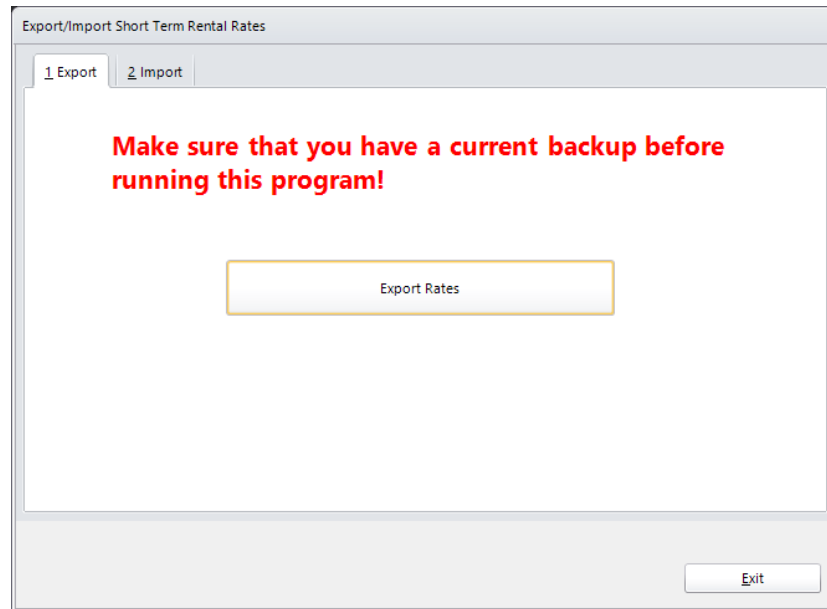 Export/Import Short Term Rental Rates
1 Export
2 Import
Make sure that you have a current backup before
running this program!
Export Rates
Exit